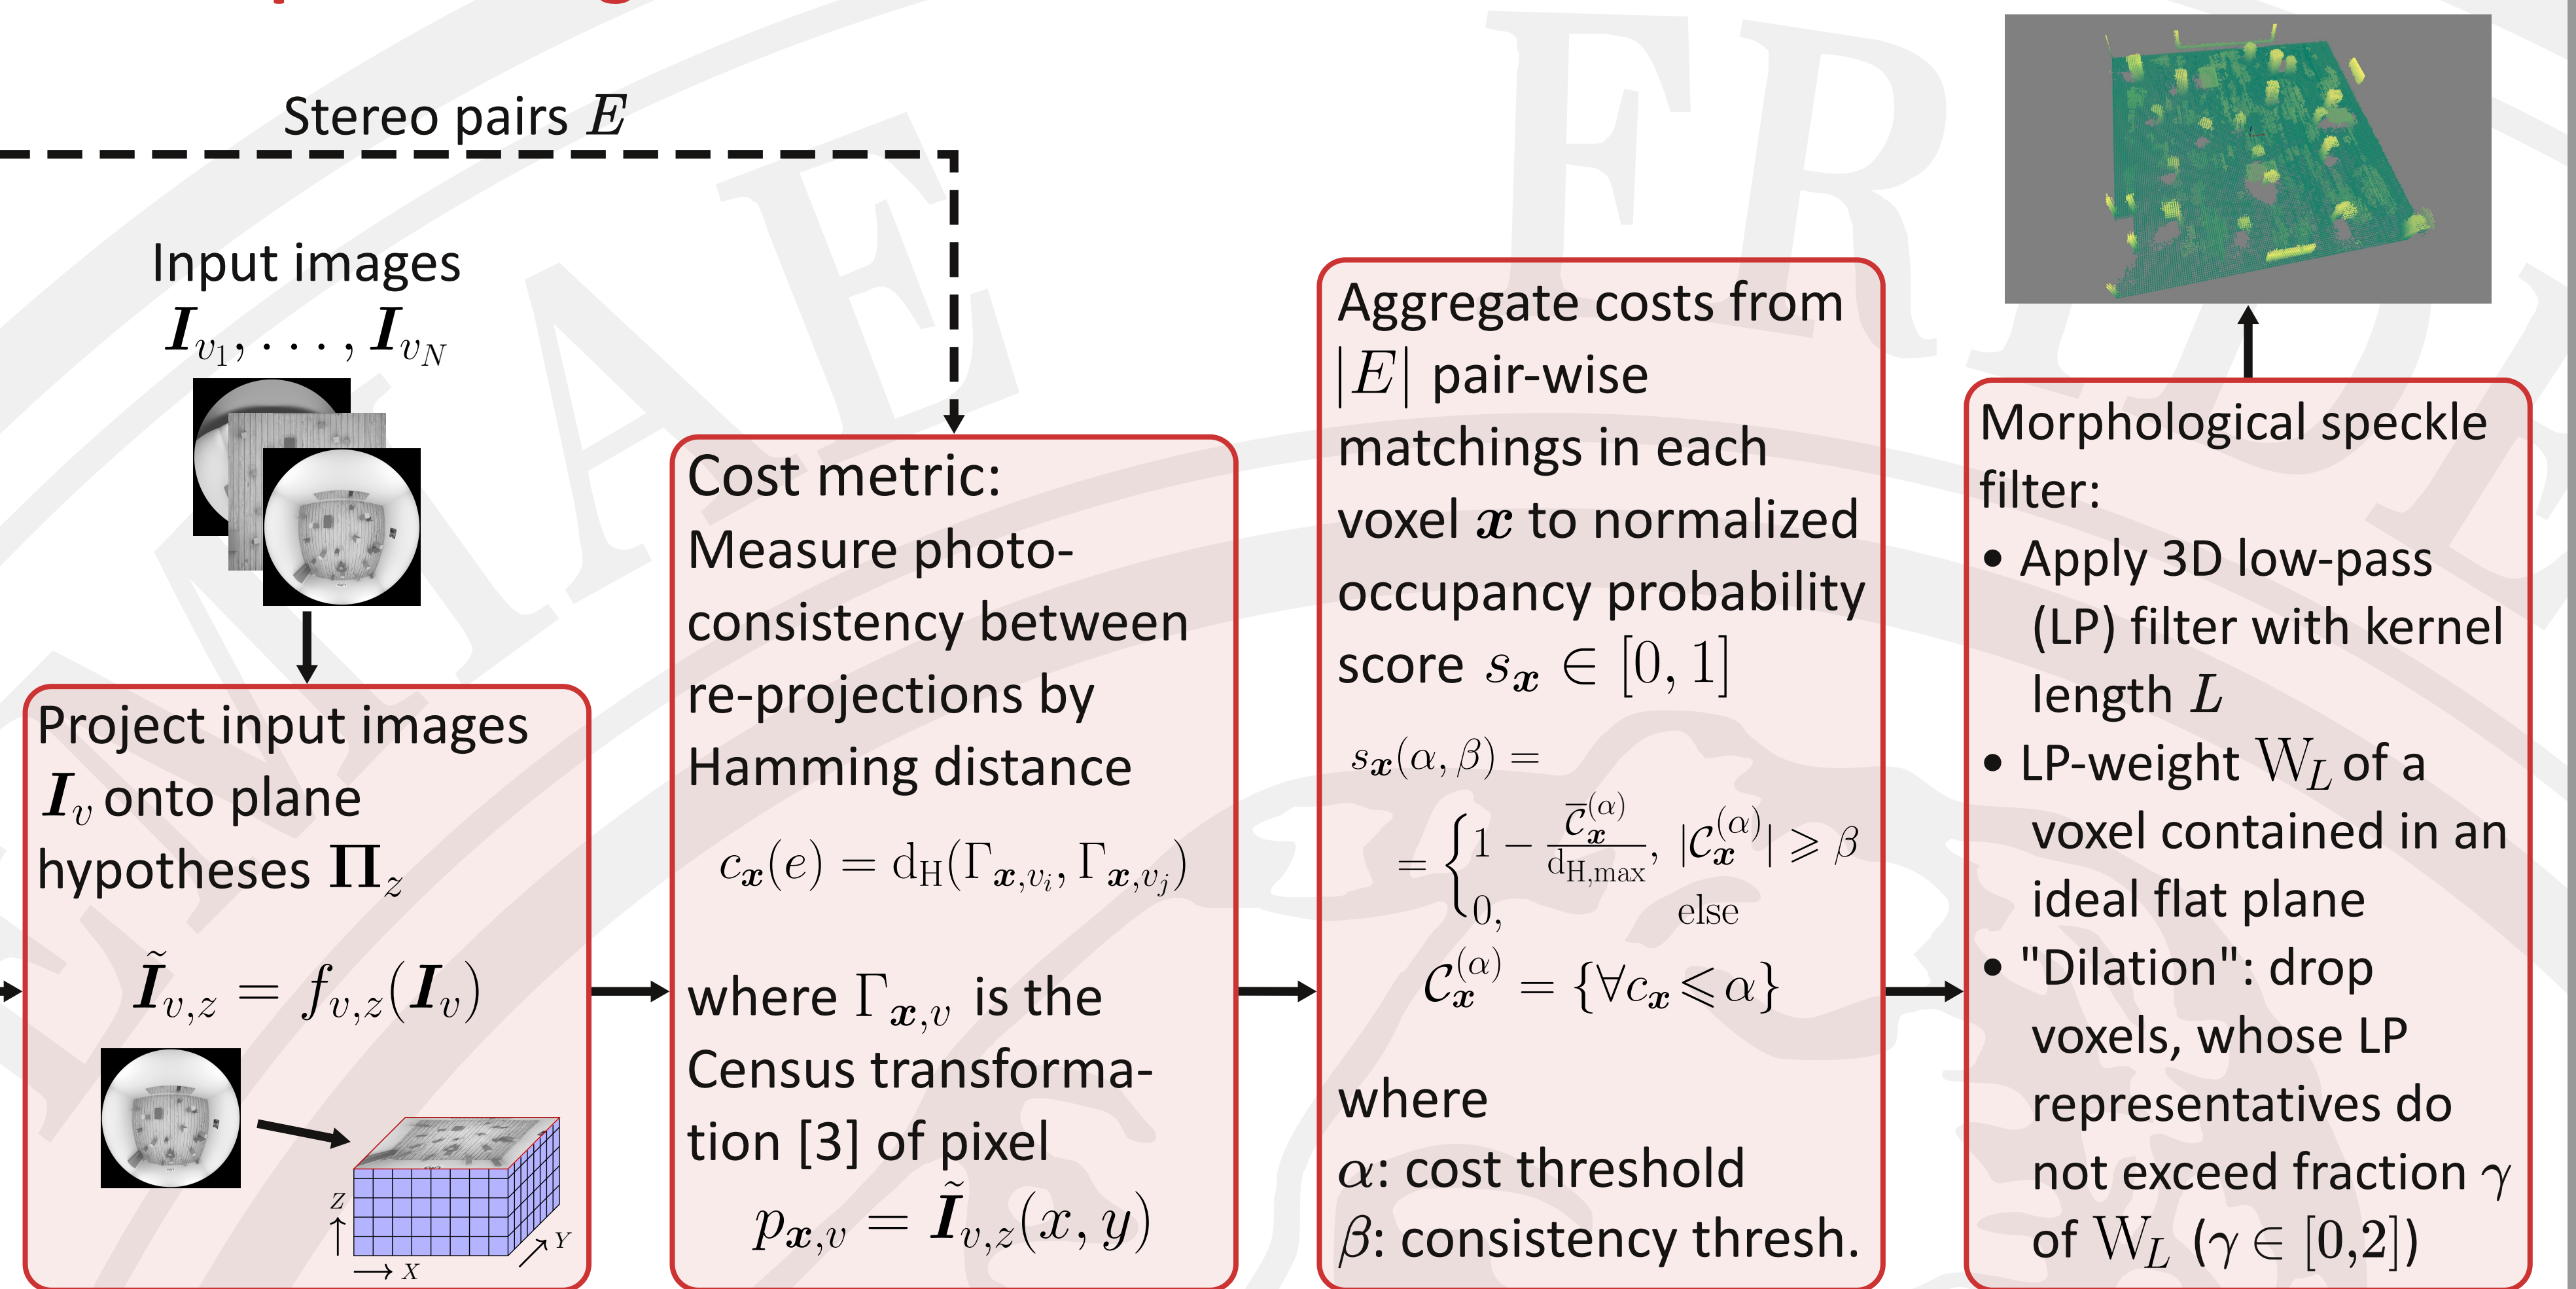 Stereo pairs E
Input images
I_{v_1}, . . . , I_{v_N}
Project input images
I_v onto plane
hypotheses Π_z
Ĩ_{v,z} = f_{v,z}(I_v)
Z
Y
X
Cost metric:
Measure photo-
consistency between
re-projections by
Hamming distance
c_x(e) = d_H(Γ_{x,v_i}, Γ_{x,v_j})
where Γ_{x,v} is the
Census transforma-
tion [3] of pixel
p_{x,v} = Ĩ_{v,z}(x, y)
Aggregate costs from
|E| pair-wise
matchings in each
voxel x to normalized
occupancy probability
score s_x ∈ [0, 1]
s_x(α, β) =
= { 1 − \overline{C}_x^{(α)} / d_{H,max}, |C_x^{(α)}| ⩾ β
0, else
C_x^{(α)} = {∀c_x ⩽ α}
where
α: cost threshold
β: consistency thresh.
Morphological speckle
filter:
• Apply 3D low-pass
(LP) filter with kernel
length L
• LP-weight W_L of a
voxel contained in an
ideal flat plane
• "Dilation": drop
voxels, whose LP
representatives do
not exceed fraction γ
of W_L (γ ∈ [0,2])